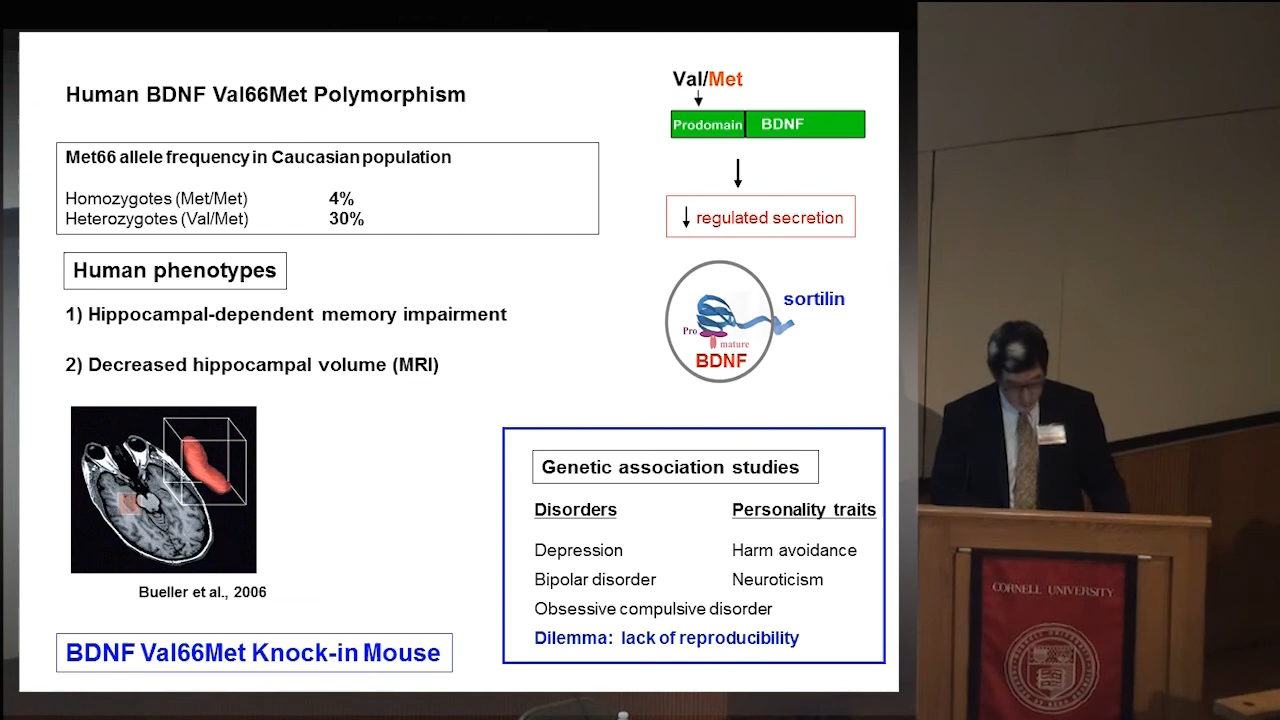 Human BDNF Val66Met Polymorphism
Met66 allele frequency in Caucasian population
Homozygotes (Met/Met) 4%
Heterozygotes (Val/Met) 30%
Human phenotypes
1) Hippocampal-dependent memory impairment
2) Decreased hippocampal volume (MRI)
Bueller et al., 2006
BDNF Val66Met Knock-in Mouse
Val/Met
Prodomain BDNF
↓ regulated secretion
sortilin
Pro
mature
BDNF
Genetic association studies
Disorders Personality traits
Depression Harm avoidance
Bipolar disorder Neuroticism
Obsessive compulsive disorder
Dilemma: lack of reproducibility
CORNELL UNIVERSITY